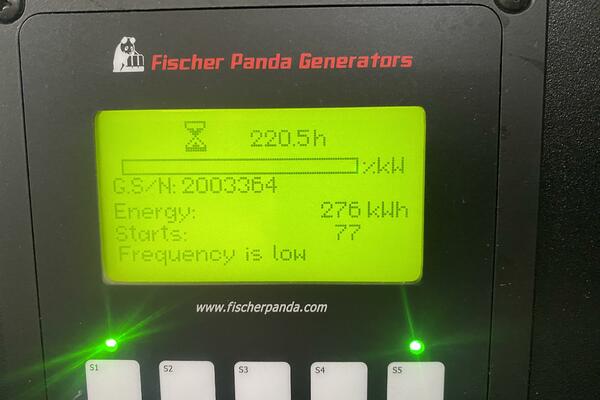 Fischer Panda Generators
220.5h
%kW
G.S/N: 2003364
Energy: 276 kWh
Starts: 77
Frequency is low
www.fischerpanda.com
S1 S2 S3 S4 S5